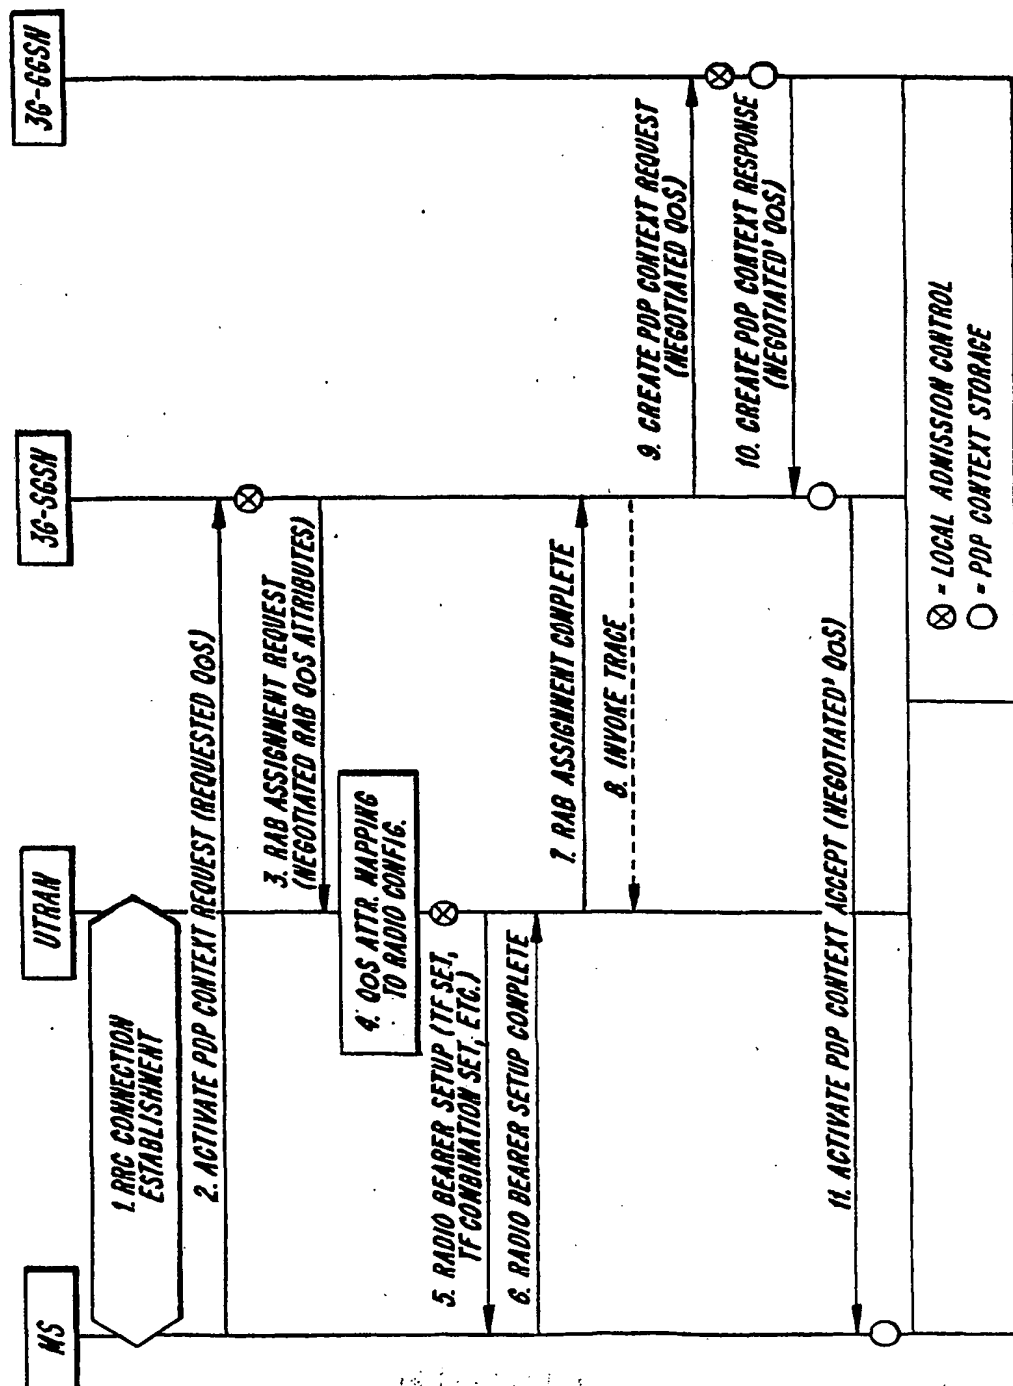 MS
UTRAN
3G-SGSN
3G-GGSN
1. RRC CONNECTION
ESTABLISHMENT
2. ACTIVATE PDP CONTEXT REQUEST (REQUESTED QOS)
3. RAB ASSIGNMENT REQUEST
(NEGOTIATED RAB QOS ATTRIBUTES)
4. QOS ATTR. MAPPING
TO RADIO CONFIG.
5. RADIO BEARER SETUP (TF SET,
TF COMBINATION SET, ETC.)
6. RADIO BEARER SETUP COMPLETE
7. RAB ASSIGNMENT COMPLETE
8. INVOKE TRACE
9. CREATE PDP CONTEXT REQUEST
(NEGOTIATED QOS)
10. CREATE PDP CONTEXT RESPONSE
(NEGOTIATED' QOS)
11. ACTIVATE PDP CONTEXT ACCEPT (NEGOTIATED' QOS)
= LOCAL ADMISSION CONTROL
= PDP CONTEXT STORAGE